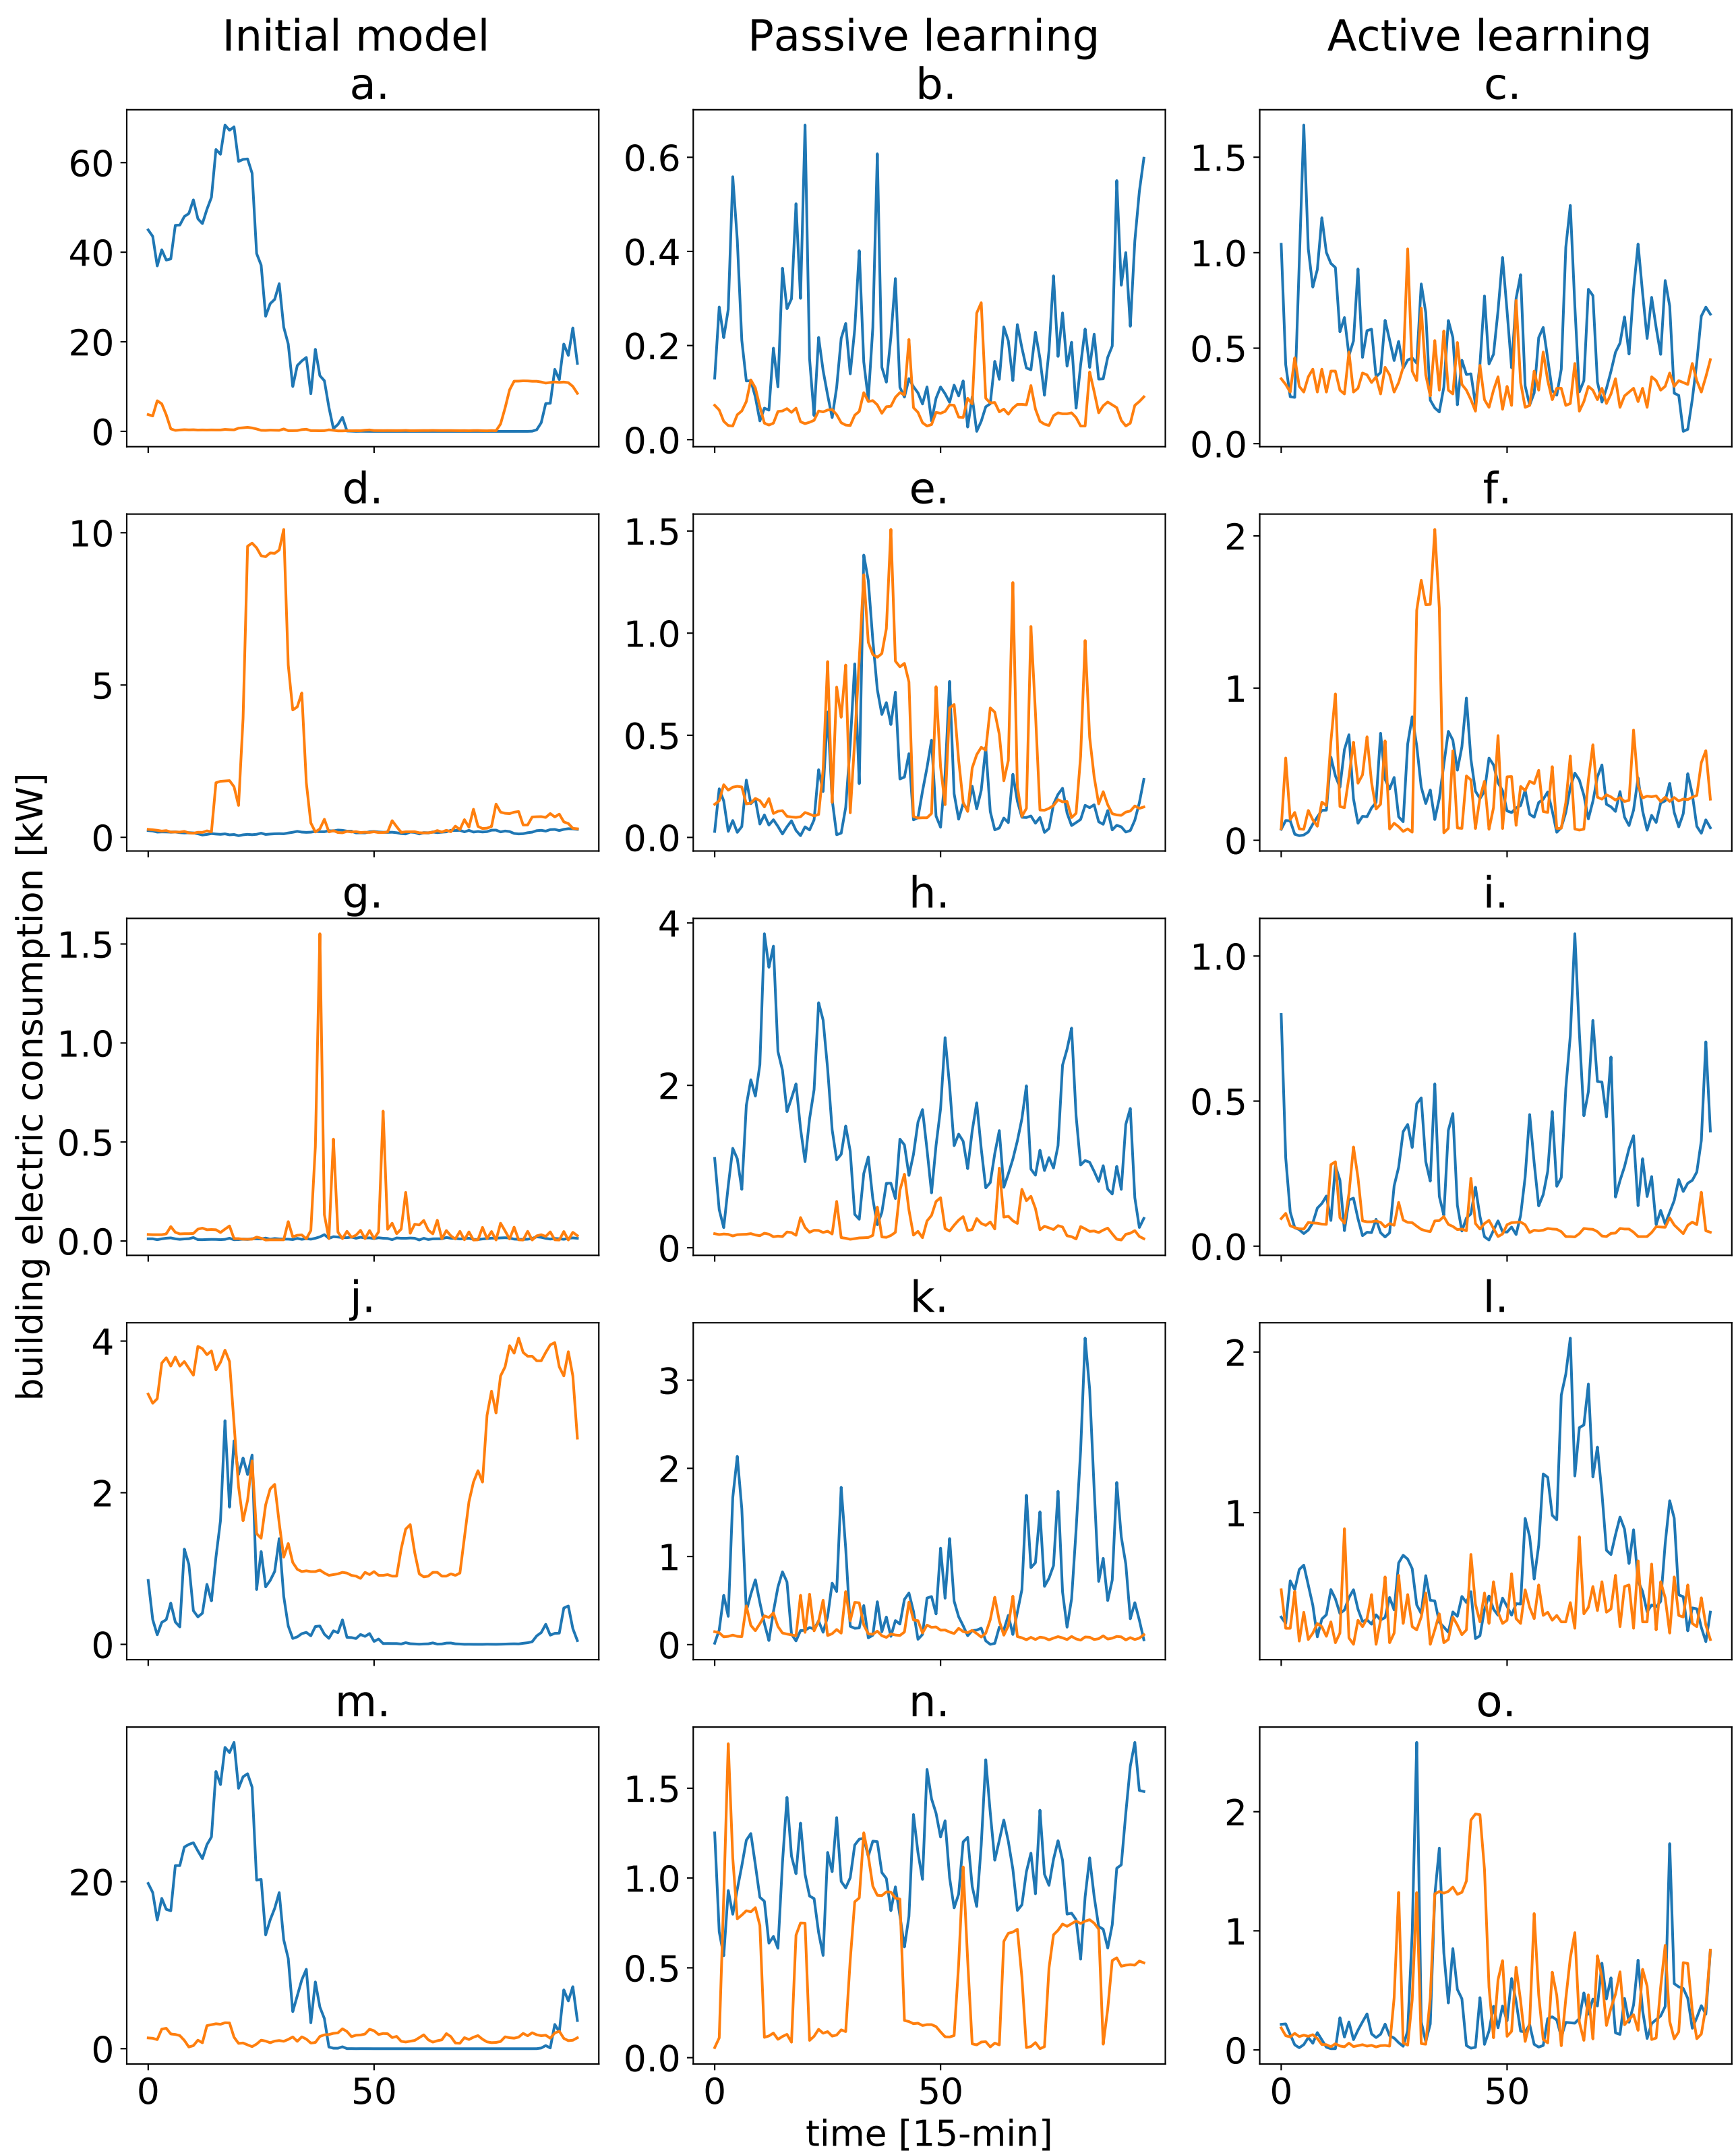 Initial model
Passive learning
Active learning
a.
b.
c.
60
40
20
0
0.6
0.4
0.2
0.0
1.5
1.0
0.5
0.0
d.
e.
f.
10
5
0
1.5
1.0
0.5
0.0
2
1
0
g.
h.
i.
1.5
1.0
0.5
0.0
4
2
0
1.0
0.5
0.0
building electric consumption [kW]
j.
k.
l.
4
2
0
3
2
1
0
2
1
m.
n.
o.
20
0
1.5
1.0
0.5
0.0
2
1
0
0 50
0 50
0 50
time [15-min]